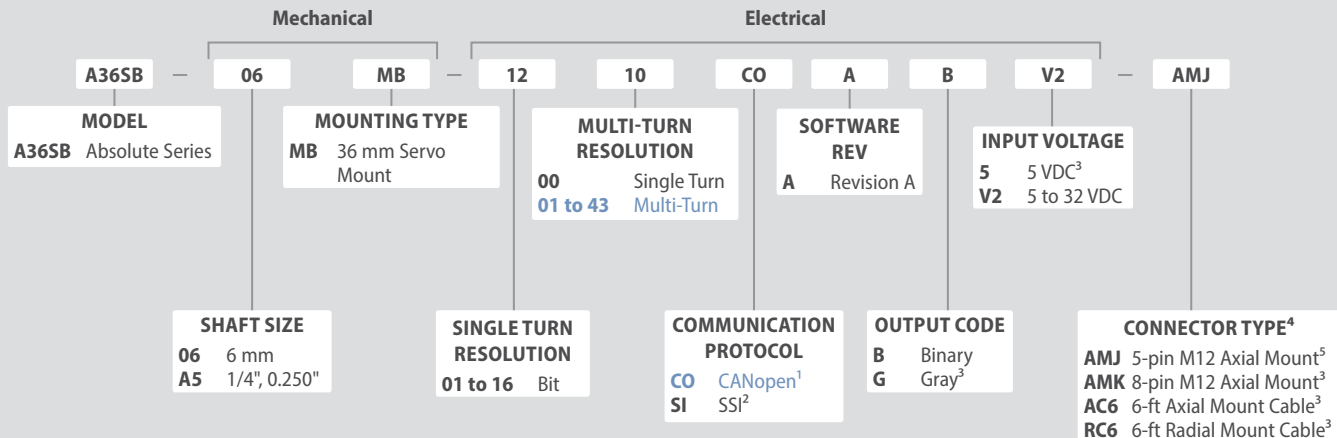 Mechanical
Electrical
A36SB — 06 MB — 12 10 CO A B V2 — AMJ
MODEL
A36SB Absolute Series
MOUNTING TYPE
MB 36 mm Servo
Mount
MULTI-TURN
RESOLUTION
00 Single Turn
01 to 43 Multi-Turn
SOFTWARE
REV
A Revision A
INPUT VOLTAGE
5 5 VDC³
V2 5 to 32 VDC
SHAFT SIZE
06 6 mm
A5 1/4", 0.250"
SINGLE TURN
RESOLUTION
01 to 16 Bit
COMMUNICATION
PROTOCOL
CO CANopen¹
SI SSI²
OUTPUT CODE
B Binary
G Gray³
CONNECTOR TYPE⁴
AMJ 5-pin M12 Axial Mount⁵
AMK 8-pin M12 Axial Mount³
AC6 6-ft Axial Mount Cable³
RC6 6-ft Radial Mount Cable³